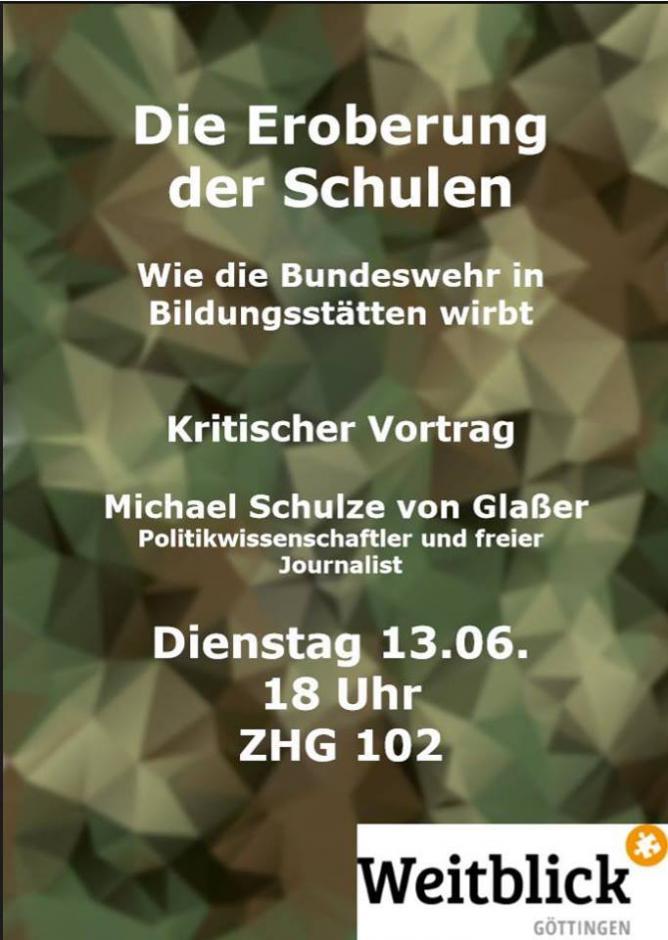 Die Eroberung
der Schulen
Wie die Bundeswehr in
Bildungsstätten wirbt
Kritischer Vortrag
Michael Schulze von Glaßer
Politikwissenschaftler und freier
Journalist
Dienstag 13.06.
18 Uhr
ZHG 102
Weitblick
GÖTTINGEN